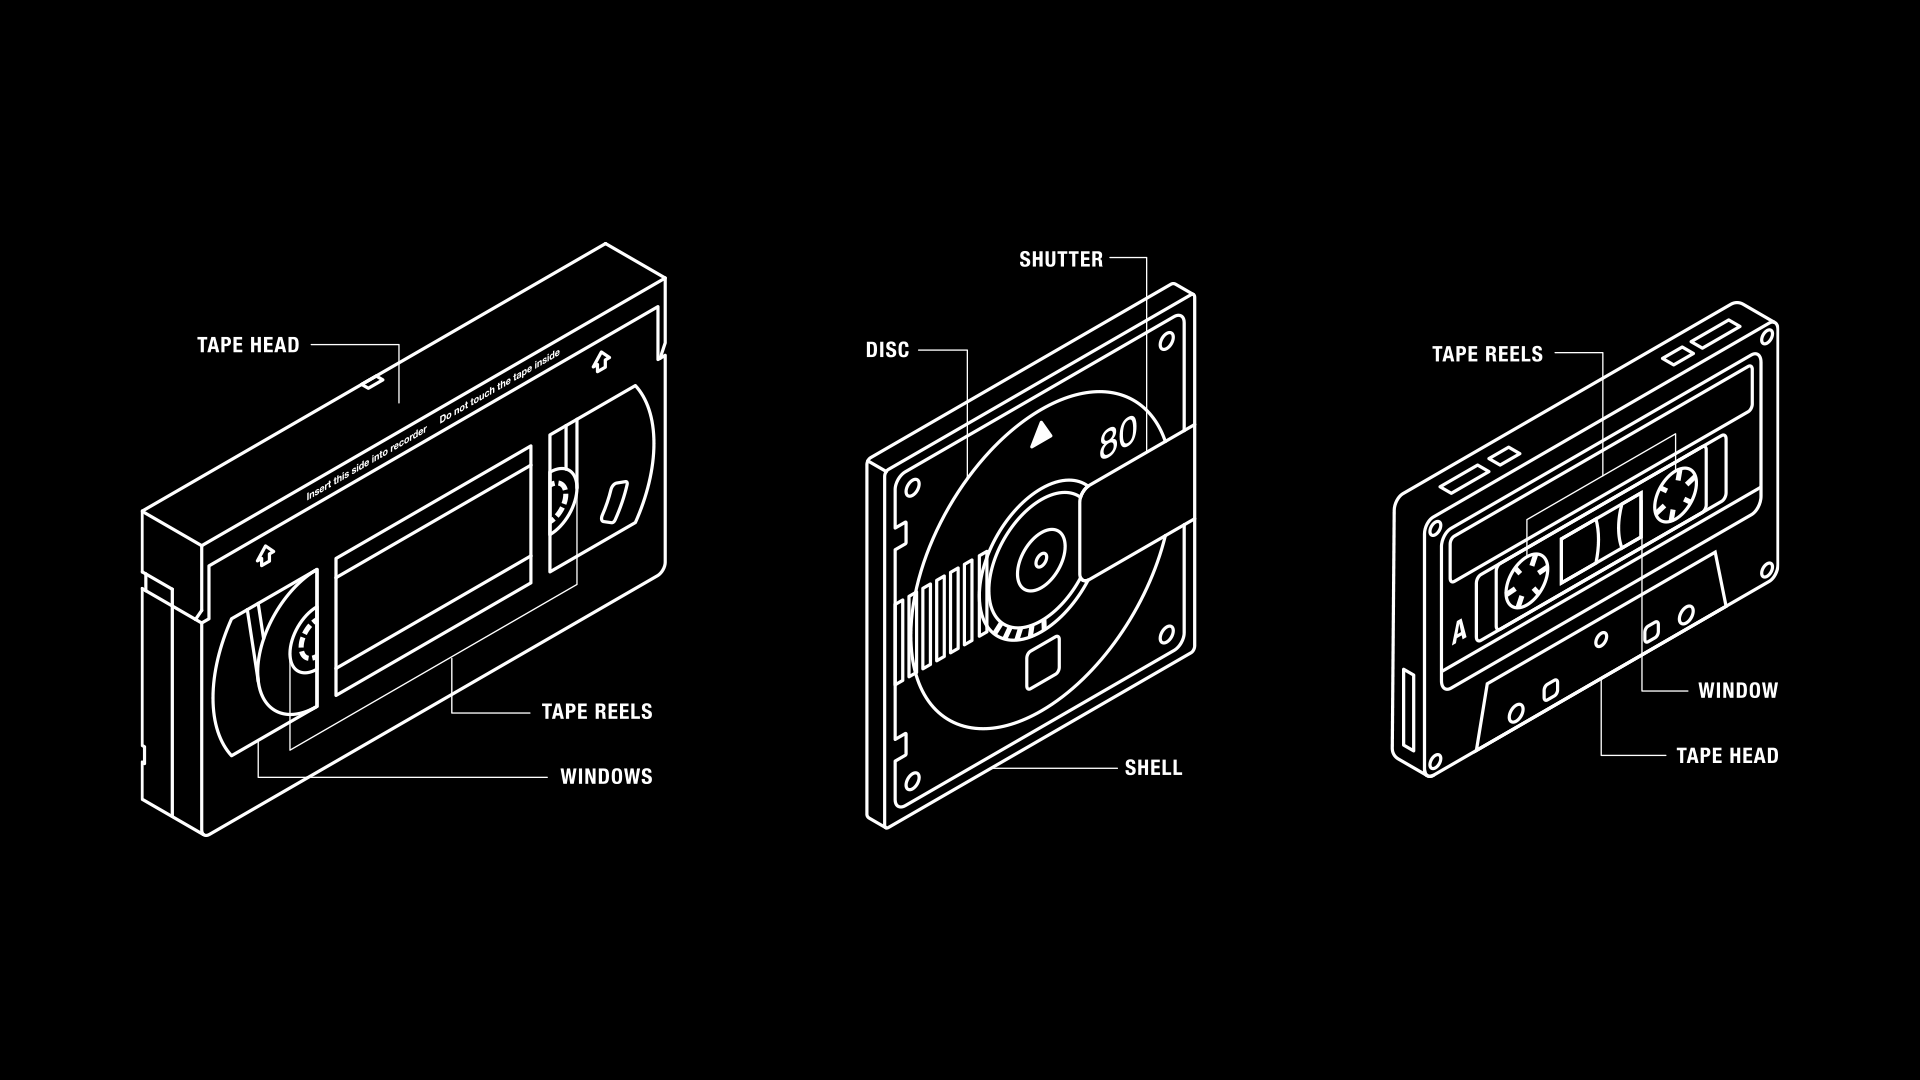 TAPE HEAD
Insert this side into recorder Do not touch the tape inside
TAPE REELS
WINDOWS
SHUTTER
DISC
80
SHELL
TAPE REELS
A
WINDOW
TAPE HEAD